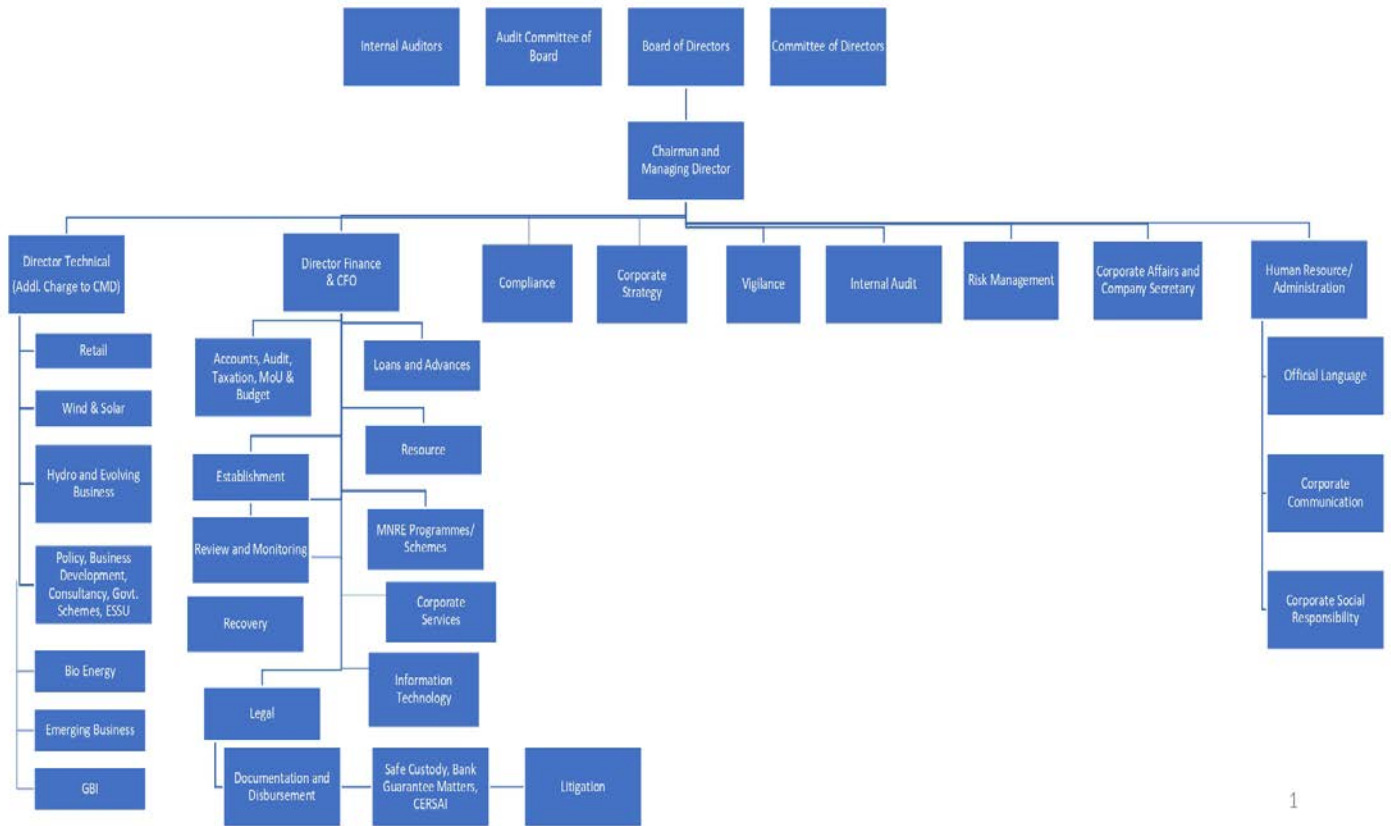 Internal Auditors
Audit Committee of
Board
Board of Directors
Committee of Directors
Chairman and
Managing Director
Director Technical
(Addl. Charge to CMD)
Director Finance
& CFO
Compliance
Corporate
Strategy
Vigilance
Internal Audit
Risk Management
Corporate Affairs and
Company Secretary
Human Resource/
Administration
Retail
Wind & Solar
Hydro and Evolving
Business
Policy, Business
Development,
Consultancy, Govt.
Schemes, ESSU
Bio Energy
Emerging Business
GBI
Accounts, Audit,
Taxation, MoU &
Budget
Loans and Advances
Resource
Establishment
Review and Monitoring
MNRE Programmes/
Schemes
Recovery
Corporate
Services
Information
Technology
Legal
Documentation and
Disbursement
Safe Custody, Bank
Guarantee Matters,
CERSAI
Litigation
Official Language
Corporate
Communication
Corporate Social
Responsibility
1